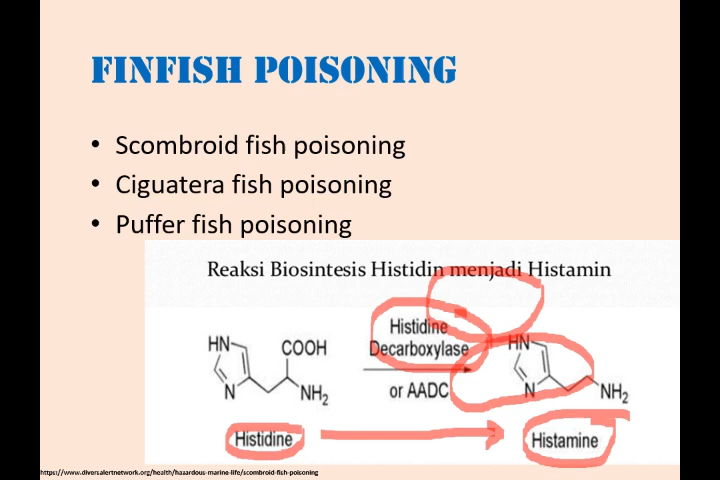 FINFISH POISONING
• Scombroid fish poisoning
• Ciguatera fish poisoning
• Puffer fish poisoning
Reaksi Biosintesis Histidin menjadi Histamin
HN
N
COOH
NH₂
Histidine
Decarboxylase
or AADC
HN
N
NH₂
Histidine
Histamine
https://www.diversalertnetwork.org/health/hazardous-marine-life/scombroid-fish-poisoning